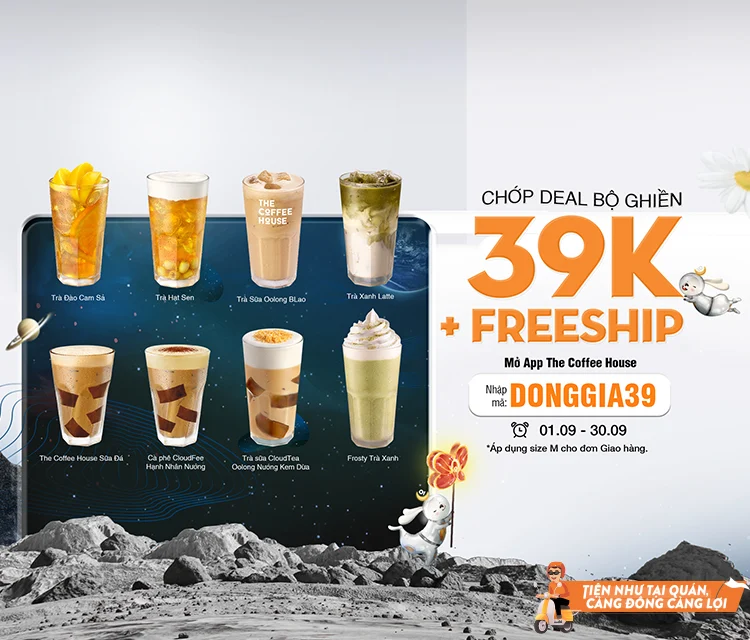 CHỚP DEAL BỘ GHIỀN
39K
+ FREESHIP
Mở App The Coffee House
Nhập
mã: DONGGIA39
01.09 - 30.09
*Áp dụng size M cho đơn Giao hàng.
THE
COFFEE
HOUSE
Trà Đào Cam Sả
Trà Hạt Sen
Trà Sữa Oolong BLao
Trà Xanh Latte
The Coffee House Sữa Đá
Cà phê CloudFee
Hạnh Nhân Nướng
Trà sữa CloudTea
Oolong Nướng Kem Dừa
Frosty Trà Xanh
TIỆN NHƯ TẠI QUÁN,
CÀNG ĐÔNG CÀNG LỢI